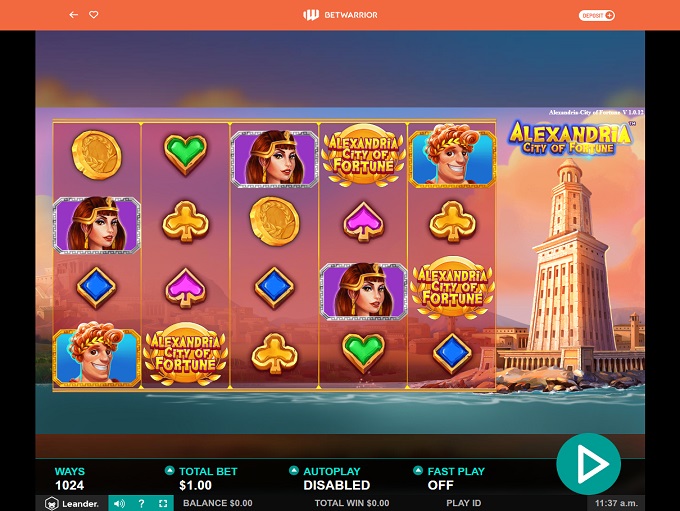 BETWARRIOR
DEPOSIT
Alexandria-City of Fortune V 1.0.12
ALEXANDRIA™
CITY OF FORTUNE
ALEXANDRIA
CITY OF
FORTUNE
ALEXANDRIA
CITY OF
FORTUNE
ALEXANDRIA
CITY OF
FORTUNE
WAYS
1024
TOTAL BET
$1.00
AUTOPLAY
DISABLED
FAST PLAY
OFF
Leander.
?
BALANCE $0.00
TOTAL WIN $0.00
PLAY ID
11:37 a.m.